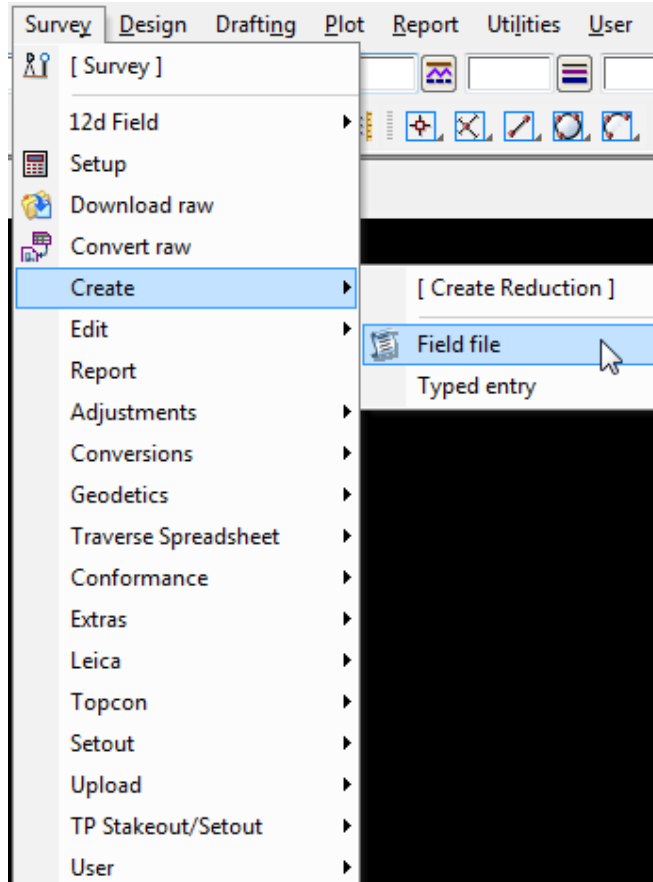 Survey Design Drafting Plot Report Utilities User
[ Survey ]
12d Field
Setup
Download raw
Convert raw
Create
[ Create Reduction ]
Edit
Field file
Report
Typed entry
Adjustments
Conversions
Geodetics
Traverse Spreadsheet
Conformance
Extras
Leica
Topcon
Setout
Upload
TP Stakeout/Setout
User